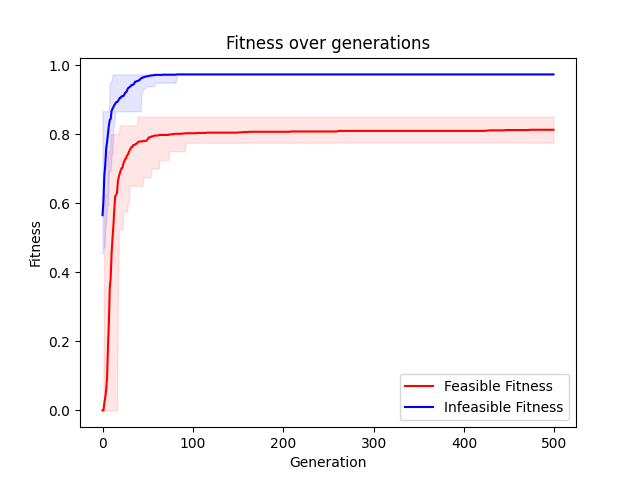 Fitness over generations
1.0
0.8
0.6
0.4
0.2
0.0
Fitness
0 100 200 300 400 500
Generation
Feasible Fitness
Infeasible Fitness